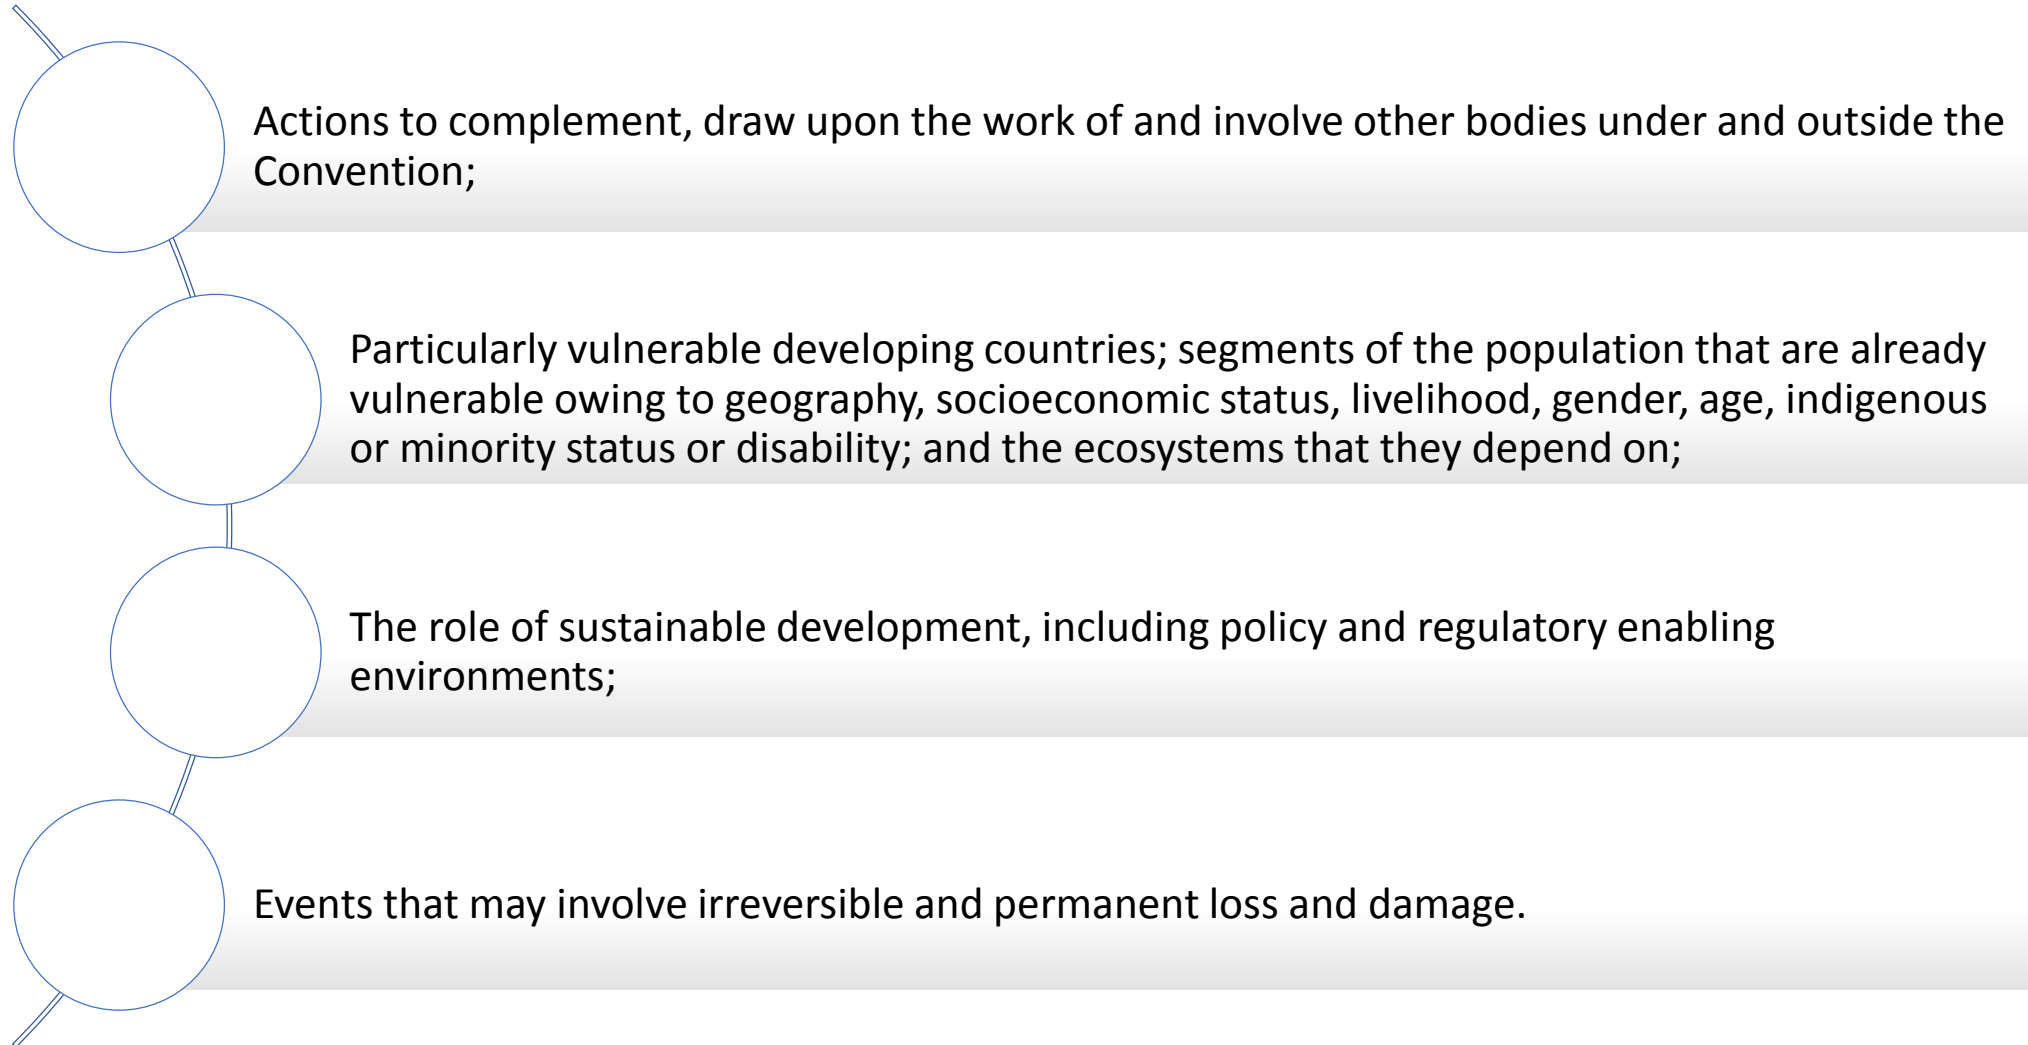 Actions to complement, draw upon the work of and involve other bodies under and outside the
Convention;
Particularly vulnerable developing countries; segments of the population that are already
vulnerable owing to geography, socioeconomic status, livelihood, gender, age, indigenous
or minority status or disability; and the ecosystems that they depend on;
The role of sustainable development, including policy and regulatory enabling
environments;
Events that may involve irreversible and permanent loss and damage.